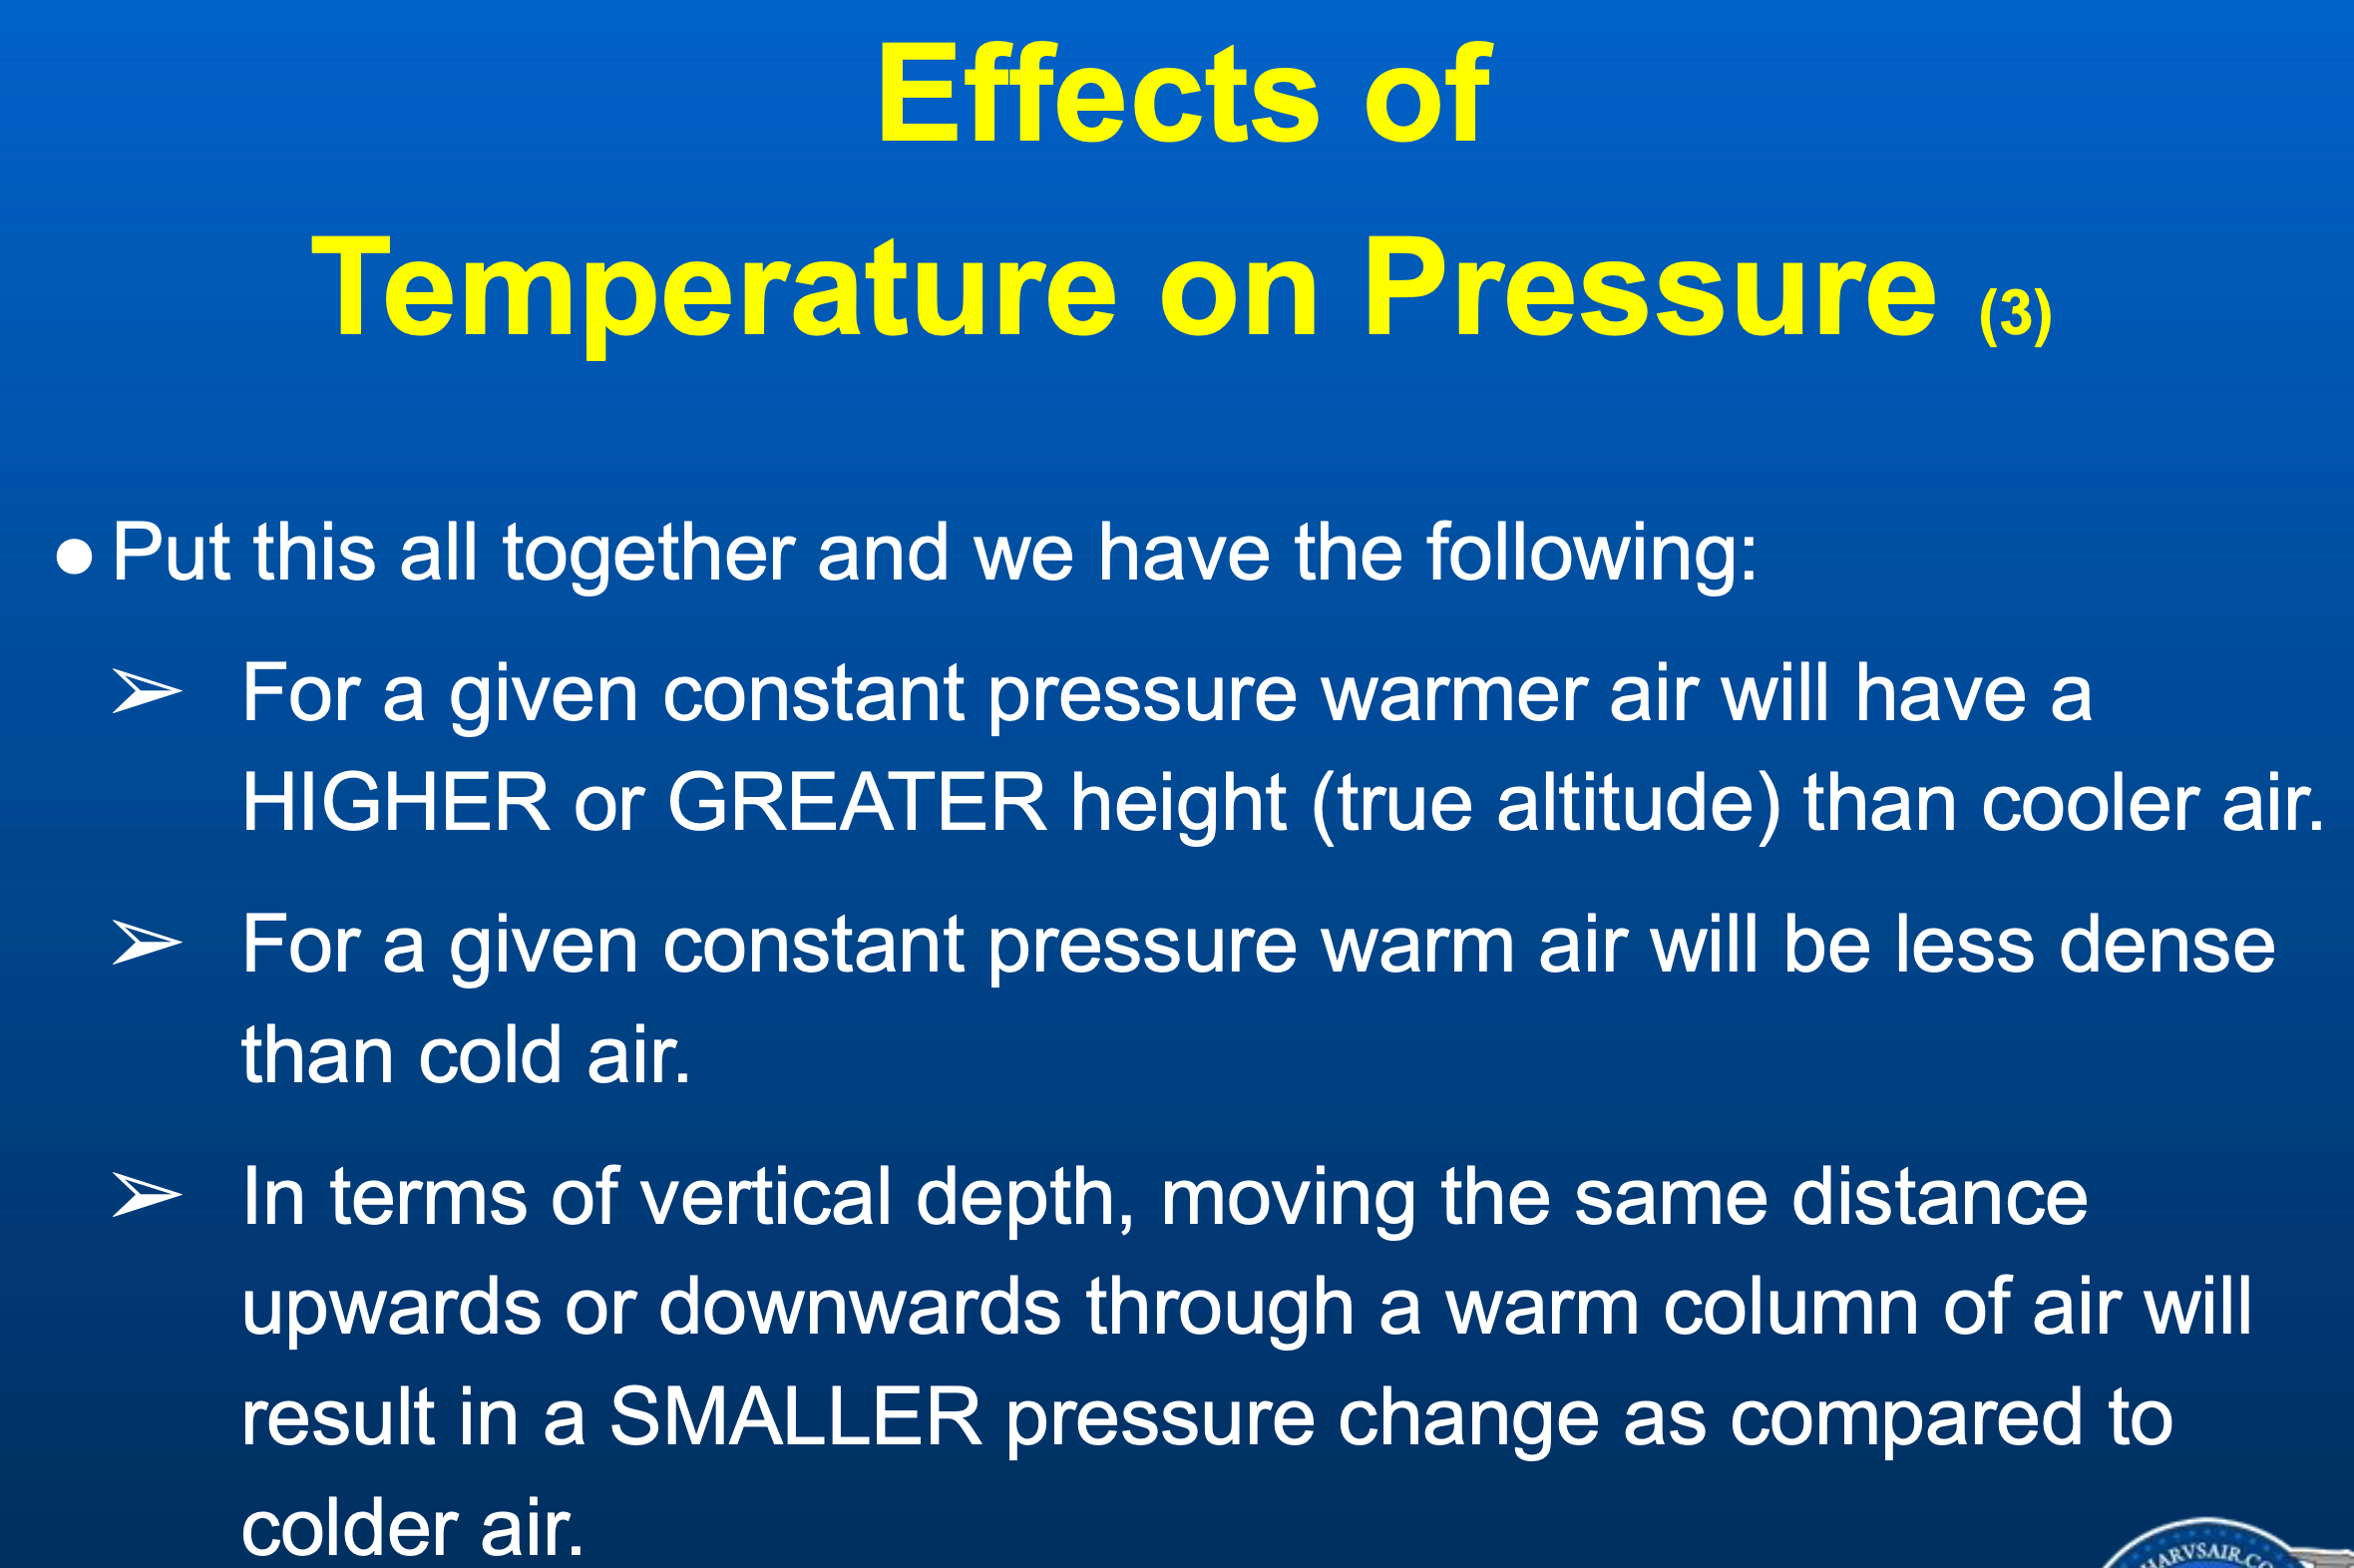 Effects of
Temperature on Pressure (3)
● Put this all together and we have the following:
➢ For a given constant pressure warmer air will have a
HIGHER or GREATER height (true altitude) than cooler air.
➢ For a given constant pressure warm air will be less dense
than cold air.
➢ In terms of vertical depth, moving the same distance
upwards or downwards through a warm column of air will
result in a SMALLER pressure change as compared to
colder air.
HARVSAIR.CO